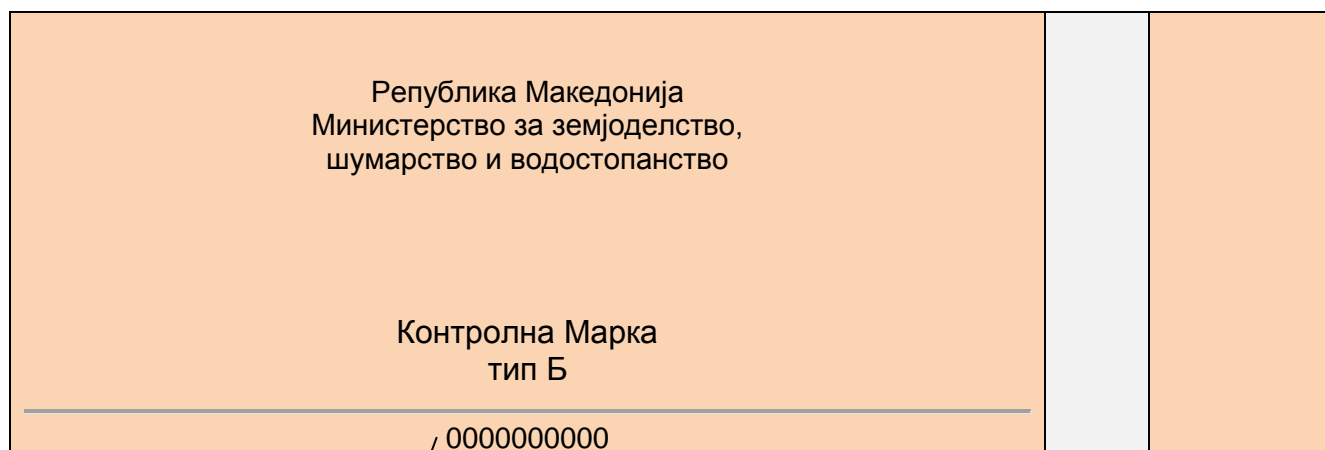 Република Македонија
Министерство за земјоделство,
шумарство и водостопанство
Контролна Марка
тип Б
/ 0000000000